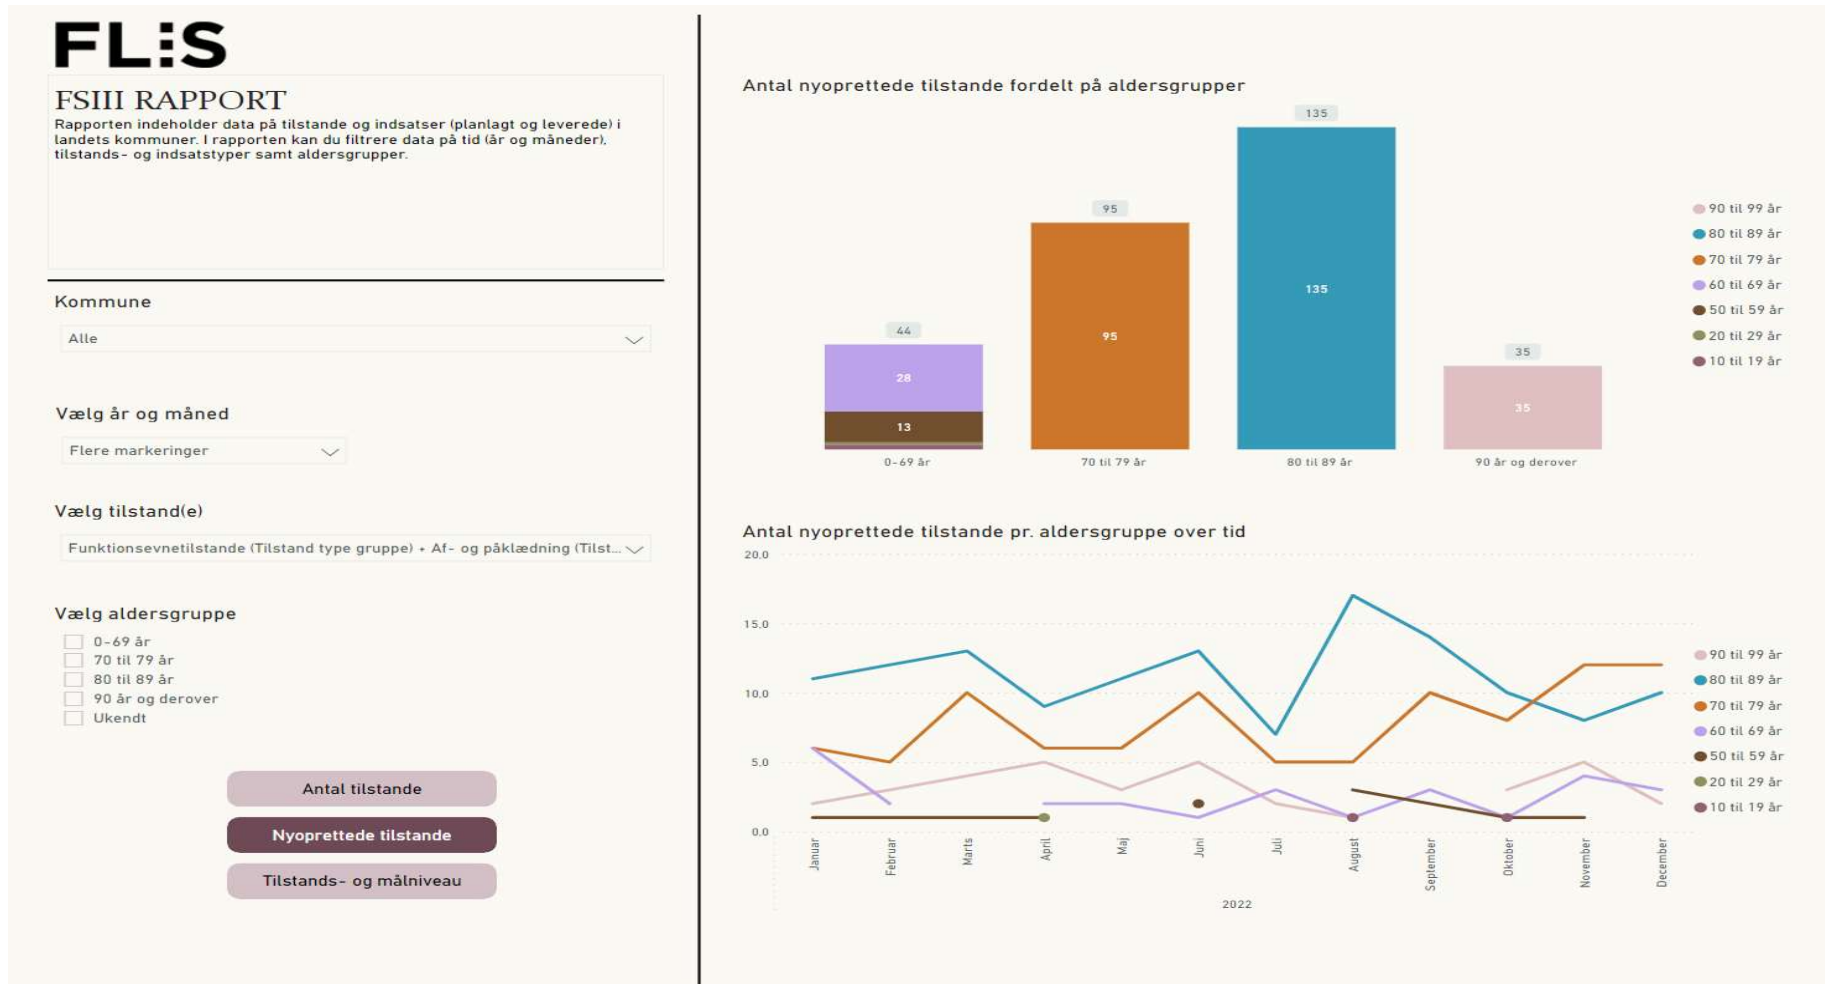 FLIS
FSIII RAPPORT
Rapporten indeholder data på tilstande og indsatser (planlagt og leverede) i
landets kommuner. I rapporten kan du filtrere data på tid (år og måneder),
tilstands- og indsatstyper samt aldersgrupper.
Kommune
Alle
Vælg år og måned
Flere markeringer
Vælg tilstand(e)
Funktionsevnetilstande (Tilstand type gruppe) + Af- og påklædning (Tilst...
Vælg aldersgruppe
0-69 år
70 til 79 år
80 til 89 år
90 år og derover
Ukendt
Antal tilstande
Nyoprettede tilstande
Tilstands- og målniveau
Antal nyoprettede tilstande fordelt på aldersgrupper
135
95
135
44
95
35
28
35
13
0-69 år
70 til 79 år
80 til 89 år
90 år og derover
90 til 99 år
80 til 89 år
70 til 79 år
60 til 69 år
50 til 59 år
20 til 29 år
10 til 19 år
Antal nyoprettede tilstande pr. aldersgruppe over tid
20.0
15.0
10.0
5.0
0.0
Januar
Februar
Marts
April
Maj
Juni
Juli
August
September
Oktober
November
December
2022
90 til 99 år
80 til 89 år
70 til 79 år
60 til 69 år
50 til 59 år
20 til 29 år
10 til 19 år